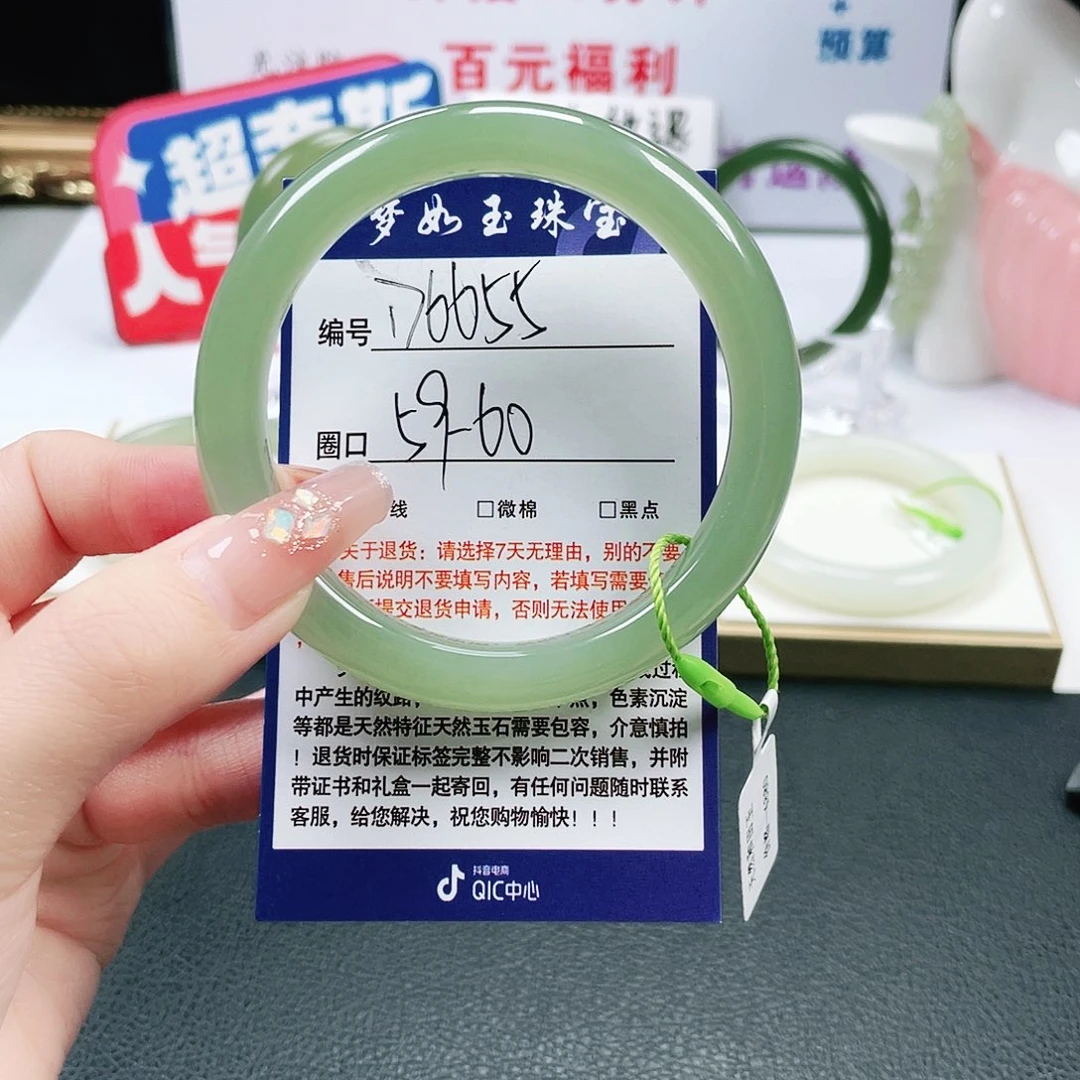 百元福利
预算
超夯斯
人气
梦如玉珠宝
编号 D6655
圈口 59-60
线 □微棉 □黑点
关于退货：请选择7天无理由，别的不要
售后说明不要填写内容，若填写需要
提交退货申请，否则无法使用
中产生的纹路， 点，色素沉淀
等都是天然特征天然玉石需要包容，介意慎拍
！退货时保证标签完整不影响二次销售，并附
带证书和礼盒一起寄回，有任何问题随时联系
客服，给您解决，祝您购物愉快！！！
抖音电商
QIC中心